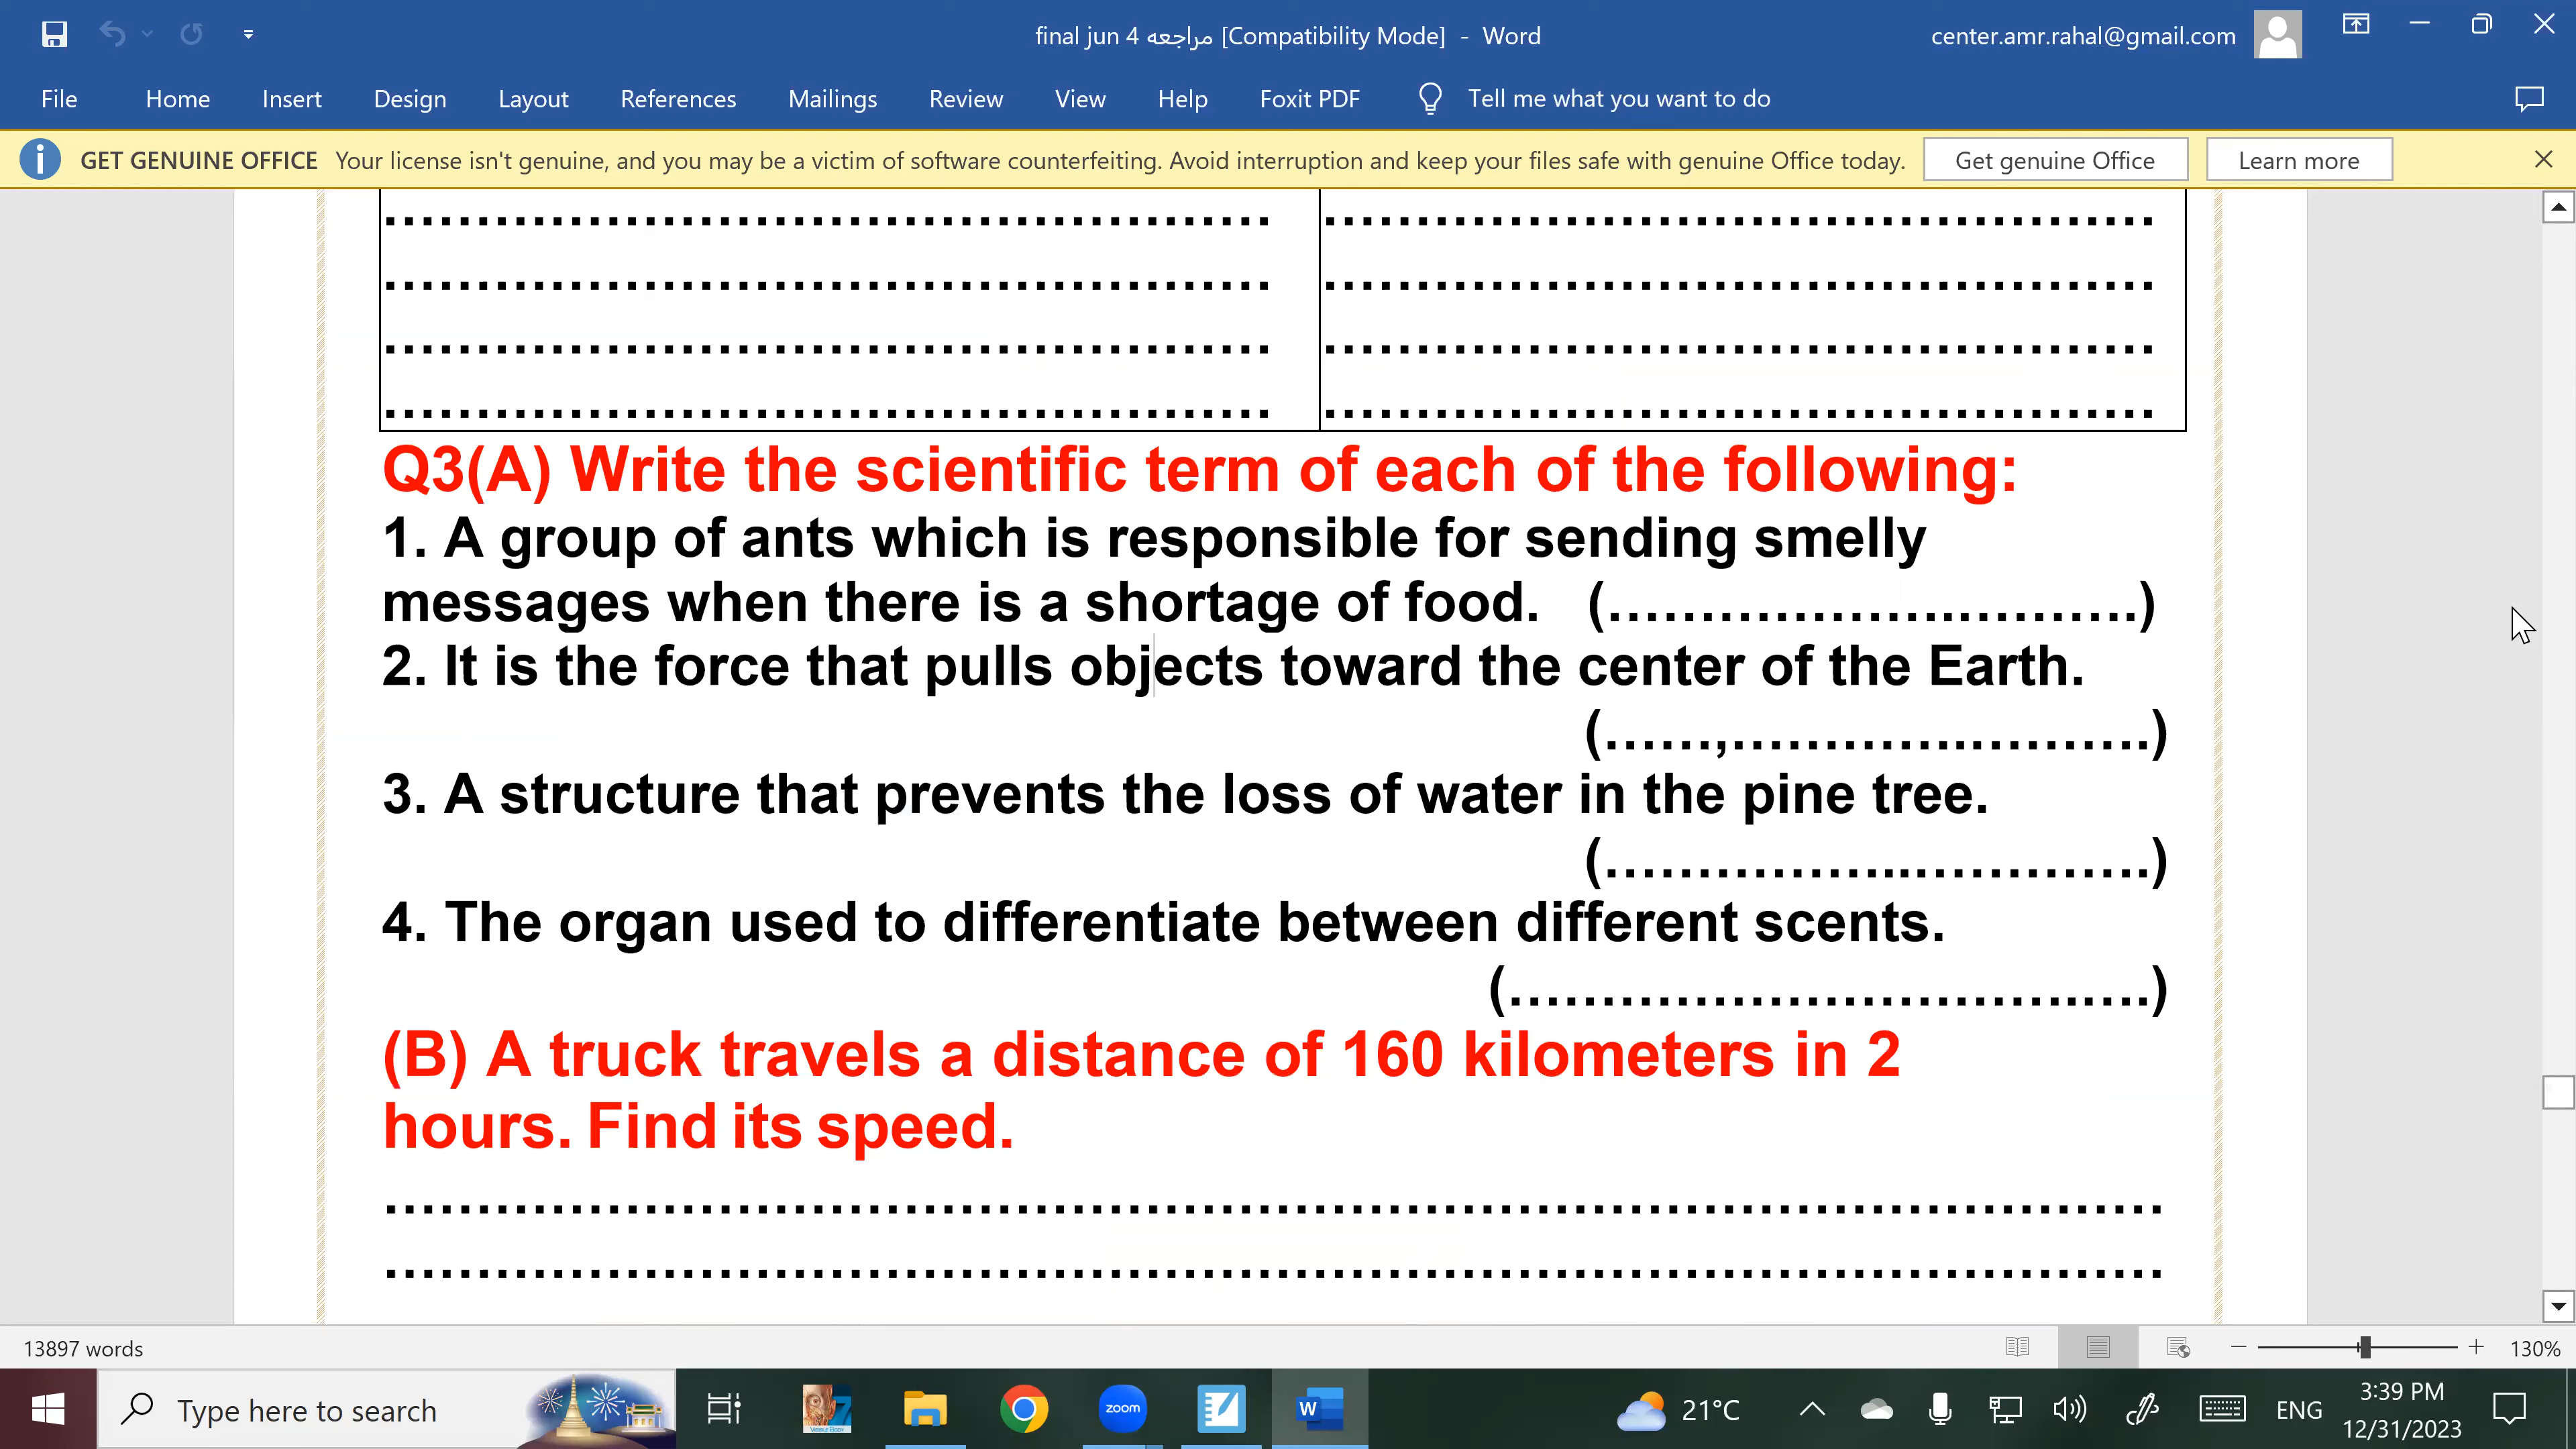 final jun 4 مراجعه [Compatibility Mode] - Word
center.amr.rahal@gmail.com
File Home Insert Design Layout References Mailings Review View Help Foxit PDF Tell me what you want to do
GET GENUINE OFFICE Your license isn't genuine, and you may be a victim of software counterfeiting. Avoid interruption and keep your files safe with genuine Office today. Get genuine Office Learn more
Q3(A) Write the scientific term of each of the following:
1. A group of ants which is responsible for sending smelly
messages when there is a shortage of food. (..............................)
2. It is the force that pulls objects toward the center of the Earth.
(......,........................)
3. A structure that prevents the loss of water in the pine tree.
(..............................)
4. The organ used to differentiate between different scents.
(...................................)
(B) A truck travels a distance of 160 kilometers in 2
hours. Find its speed.
13897 words
130%
Type here to search
zoom
W
21°C
ENG
3:39 PM
12/31/2023